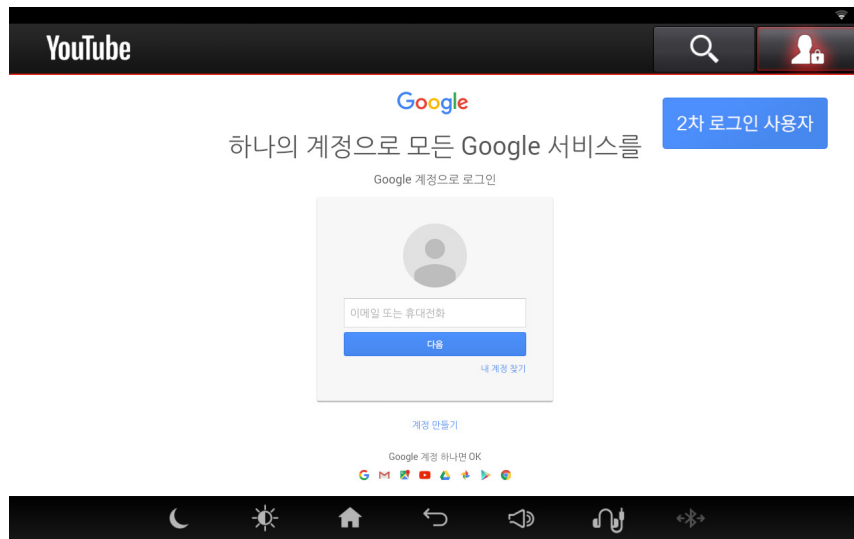 YouTube
Google
2차 로그인 사용자
하나의 계정으로 모든 Google 서비스를
Google 계정으로 로그인
이메일 또는 휴대전화
다음
내 계정 찾기
계정 만들기
Google 계정 하나면 OK